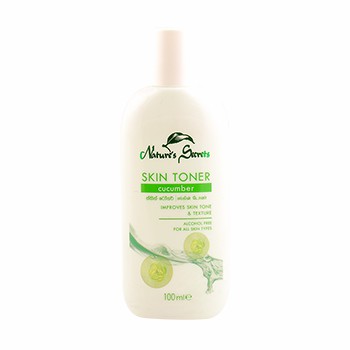 Nature's Secrets
SKIN TONER
cucumber
IMPROVES SKIN TONE
& TEXTURE
ALCOHOL FREE
FOR ALL SKIN TYPES
100ml℮